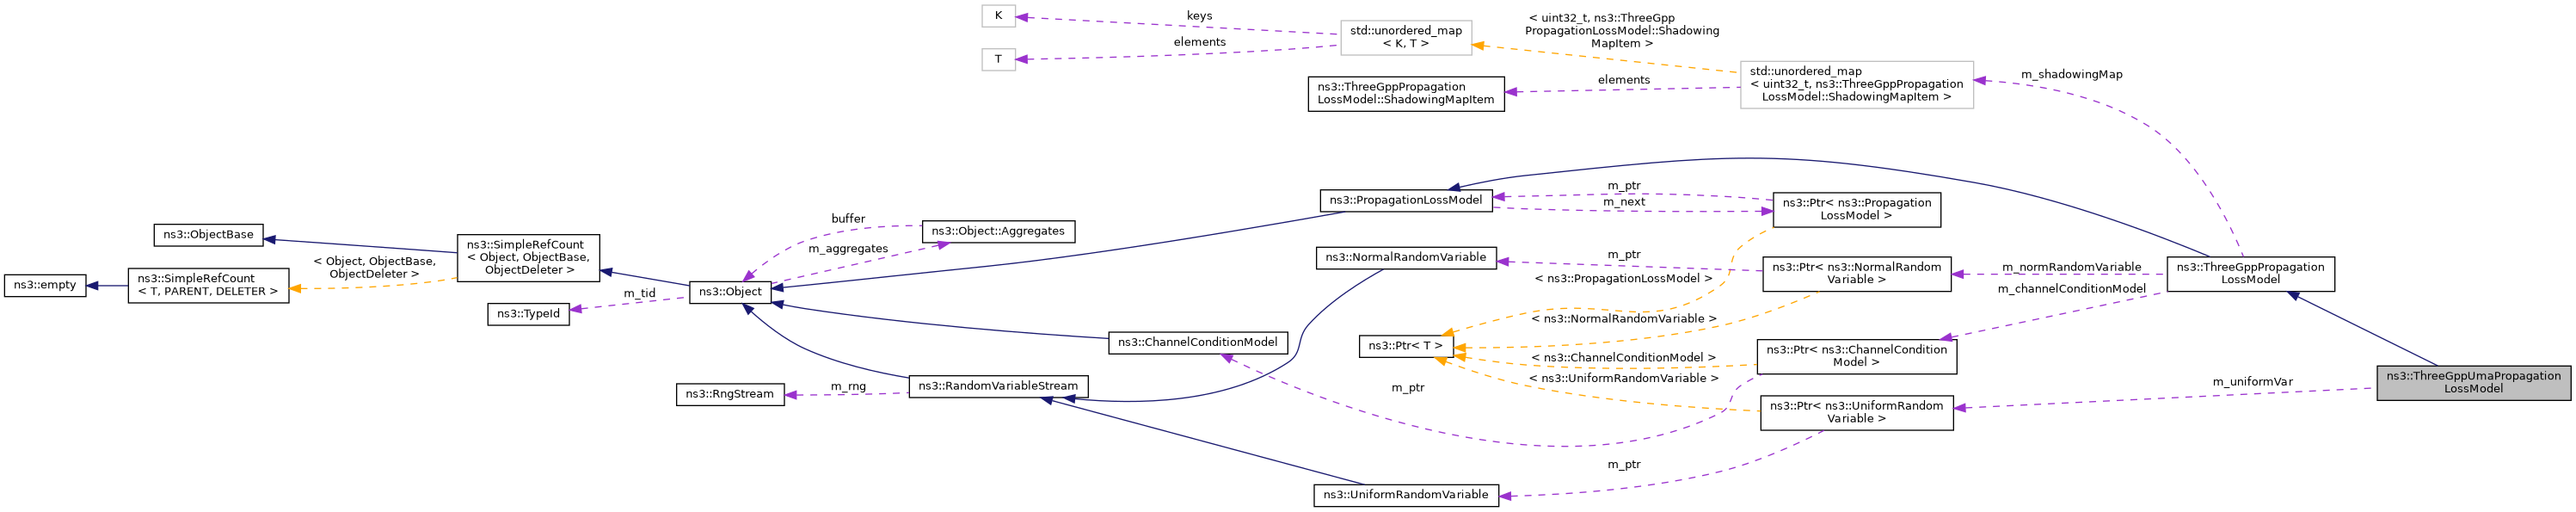 K
keys
std::unordered_map
< K, T >
T
elements
< uint32_t, ns3::ThreeGpp
PropagationLossModel::Shadowing
MapItem >
ns3::ThreeGppPropagation
LossModel::ShadowingMapItem
elements
std::unordered_map
< uint32_t, ns3::ThreeGppPropagation
LossModel::ShadowingMapItem >
m_shadowingMap
ns3::ObjectBase
ns3::empty
ns3::SimpleRefCount
< T, PARENT, DELETER >
< Object, ObjectBase,
ObjectDeleter >
ns3::SimpleRefCount
< Object, ObjectBase,
ObjectDeleter >
ns3::TypeId
m_tid
ns3::Object
buffer
m_aggregates
ns3::Object::Aggregates
ns3::RngStream
m_rng
ns3::RandomVariableStream
ns3::ChannelConditionModel
ns3::PropagationLossModel
m_ptr
m_next
ns3::Ptr< ns3::Propagation
LossModel >
ns3::NormalRandomVariable
m_ptr
< ns3::PropagationLossModel >
ns3::Ptr< ns3::NormalRandom
Variable >
m_normRandomVariable
m_channelConditionModel
ns3::ThreeGppPropagation
LossModel
ns3::Ptr< T >
< ns3::NormalRandomVariable >
< ns3::ChannelConditionModel >
< ns3::UniformRandomVariable >
m_ptr
ns3::Ptr< ns3::ChannelCondition
Model >
ns3::Ptr< ns3::UniformRandom
Variable >
m_uniformVar
ns3::ThreeGppUmaPropagation
LossModel
m_ptr
ns3::UniformRandomVariable